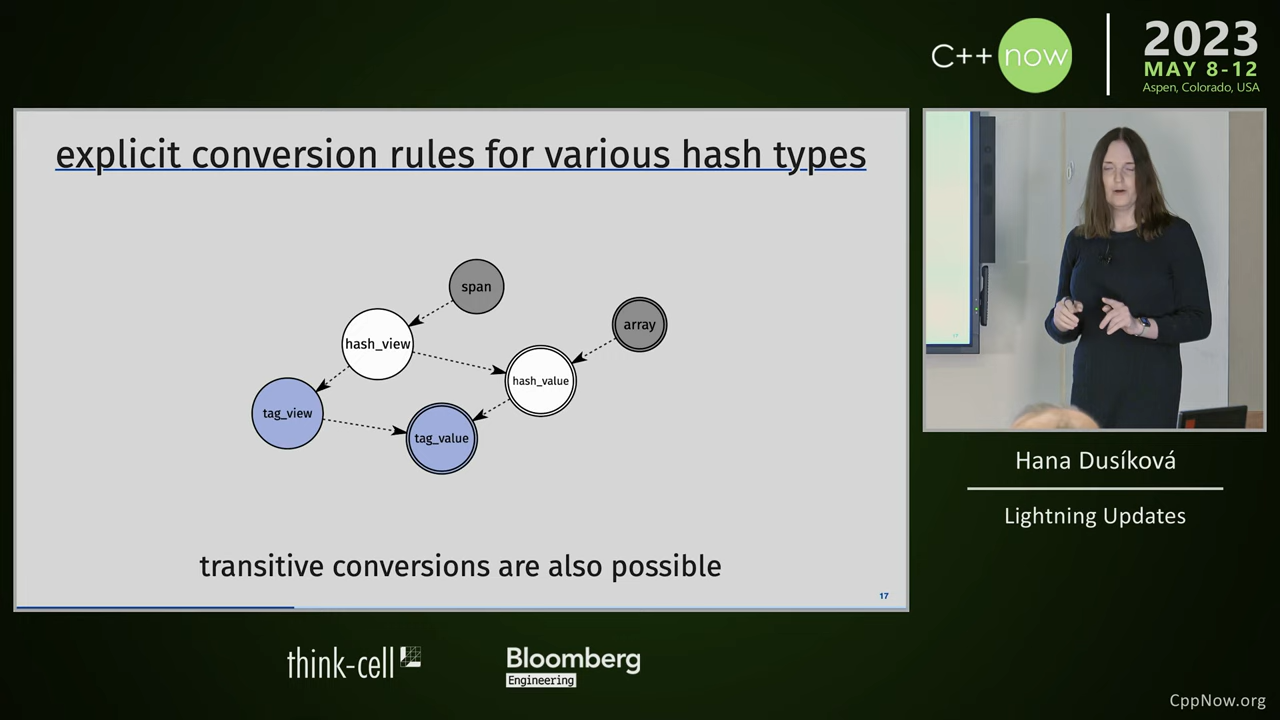 C++ now
2023
MAY 8-12
Aspen, Colorado, USA
explicit conversion rules for various hash types
span
array
hash_view
hash_value
tag_view
tag_value
transitive conversions are also possible
17
Hana Dusíková
Lightning Updates
think-cell
Bloomberg
Engineering
CppNow.org